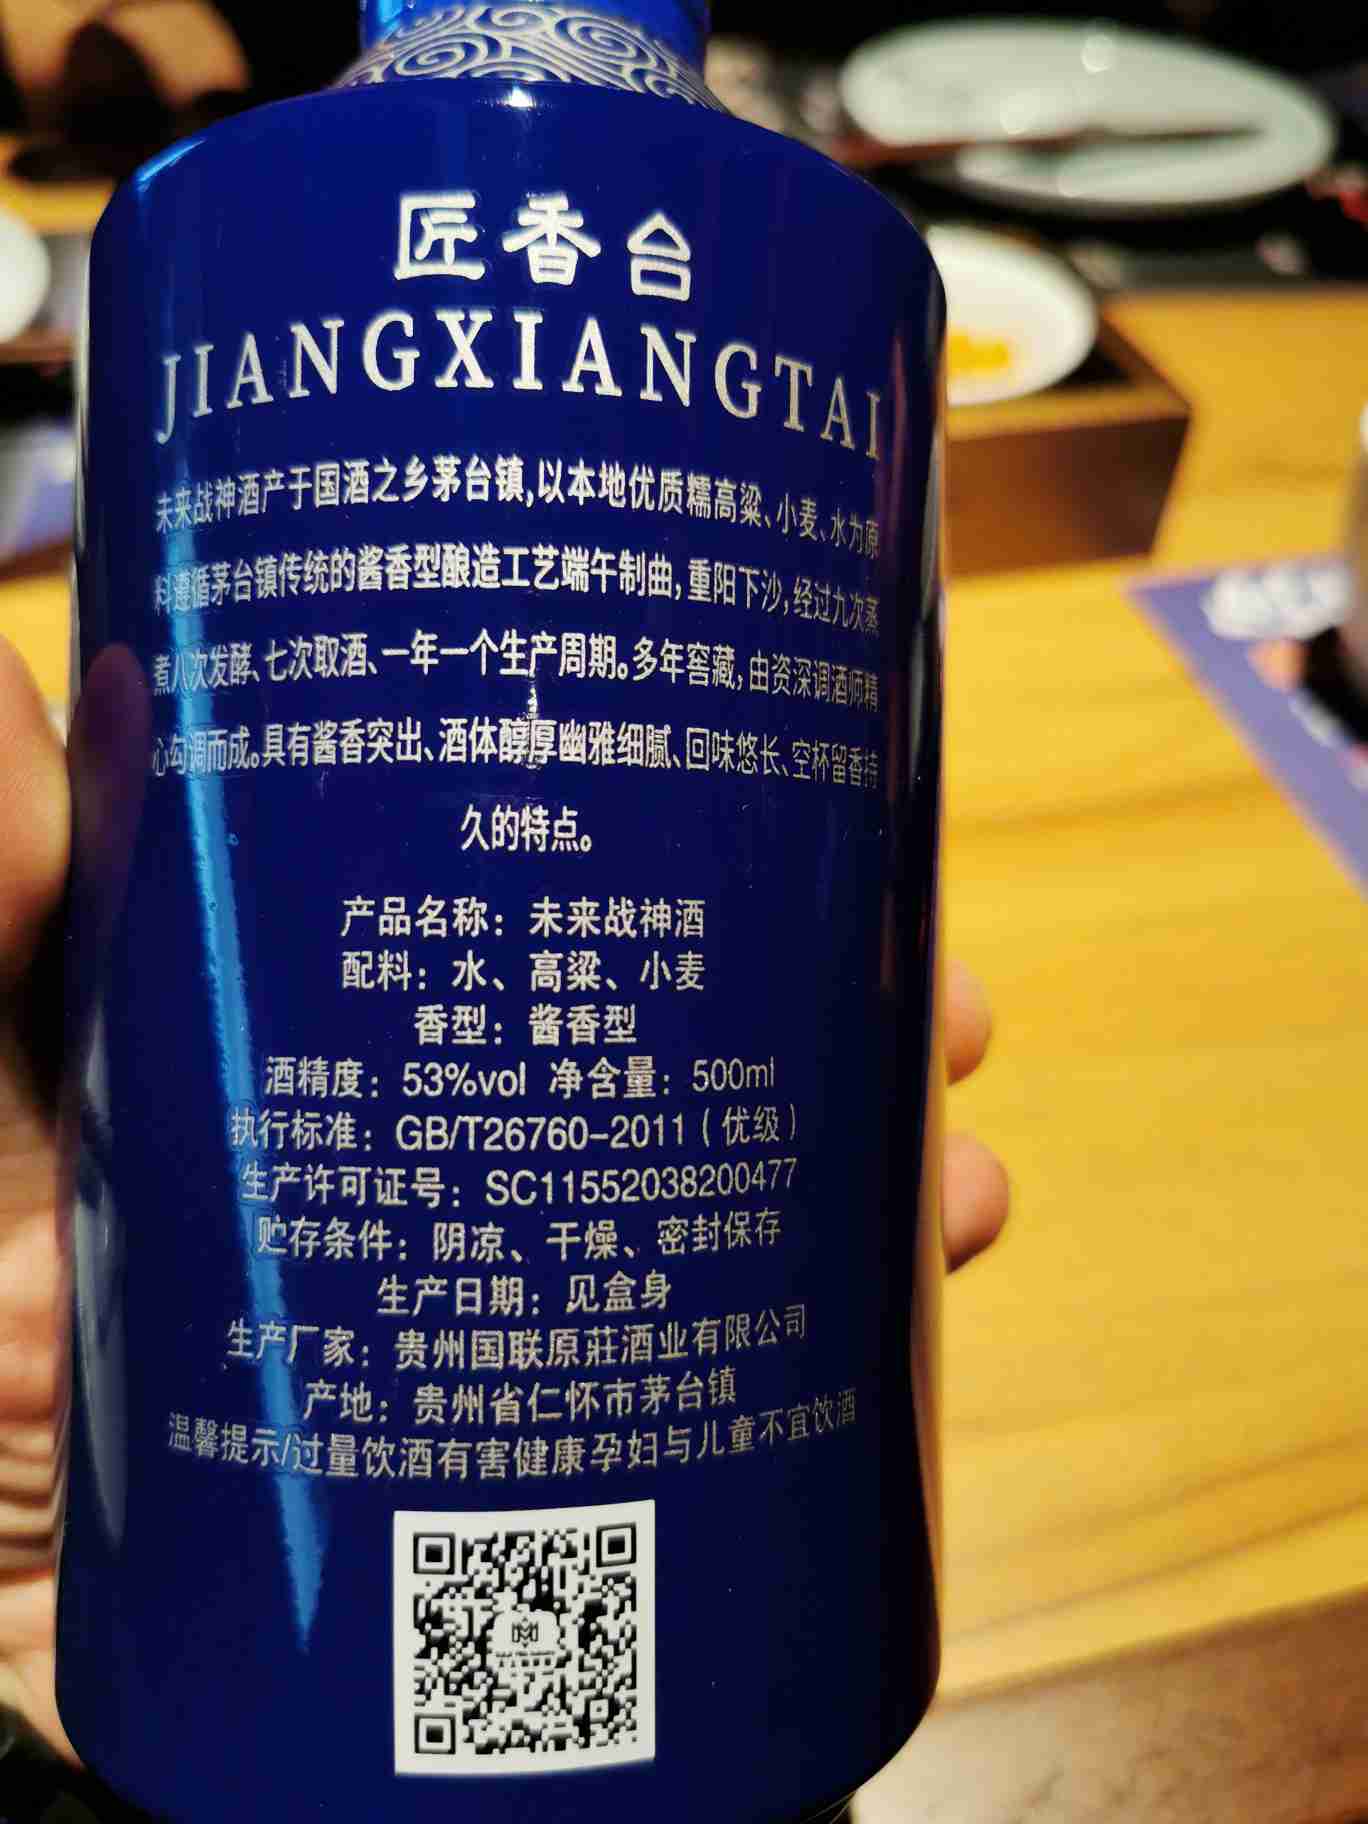 匠香台
JIANGXIANGTAI
未来战神酒产于国酒之乡茅台镇,以本地优质糯高粱、小麦、水为原
料遵循茅台镇传统的酱香型酿造工艺端午制曲,重阳下沙,经过九次蒸
煮八次发酵、七次取酒、一年一个生产周期。多年窖藏,由资深调酒师精
心勾调而成。具有酱香突出、酒体醇厚幽雅细腻、回味悠长、空杯留香持
久的特点。
产品名称：未来战神酒
配料：水、高粱、小麦
香型：酱香型
酒精度：53%vol 净含量：500ml
执行标准：GB/T26760-2011（优级）
生产许可证号：SC11552038200477
贮存条件：阴凉、干燥、密封保存
生产日期：见盒身
生产厂家：贵州国联原莊酒业有限公司
产地：贵州省仁怀市茅台镇
温馨提示/过量饮酒有害健康孕妇与儿童不宜饮酒